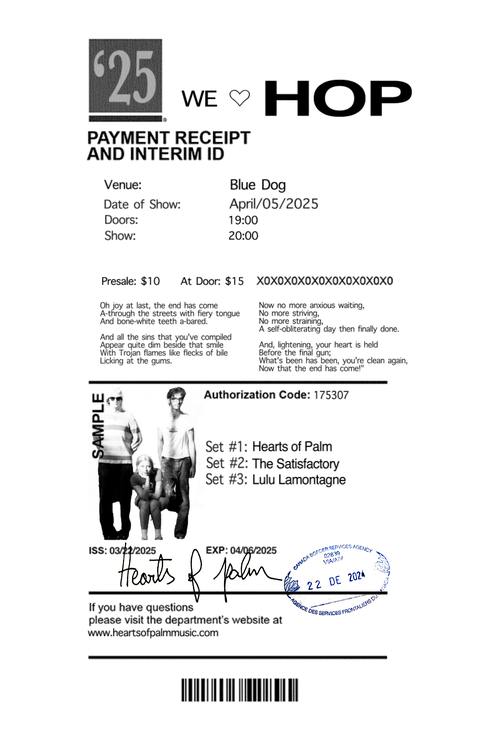 '25
WE ♡ HOP
PAYMENT RECEIPT
AND INTERIM ID
Venue: Blue Dog
Date of Show: April/05/2025
Doors: 19:00
Show: 20:00
Presale: $10 At Door: $15 X0X0X0X0X0X0X0X0X0X0
Oh joy at last, the end has come
A-through the streets with fiery tongue
And bone-white teeth a-bared.
And all the sins that you've compiled
Appear quite dim beside that smile
With Trojan flames like flecks of bile
Licking at the gums.
Now no more anxious waiting,
No more striving,
No more straining,
A self-obliterating day then finally done.
And, lightening, your heart is held
Before the final gun;
What's been has been, you're clean again,
Now that the end has come!"
SAMPLE
Authorization Code: 175307
Set #1: Hearts of Palm
Set #2: The Satisfactory
Set #3: Lulu Lamontagne
ISS: 03/22/2025 EXP: 04/06/2025
Hearts of palm
CANADA BORDER SERVICES AGENCY
22 DE 2024
AGENCE DES SERVICES FRONTALIERS DU
If you have questions
please visit the department's website at
www.heartsofpalmmusic.com